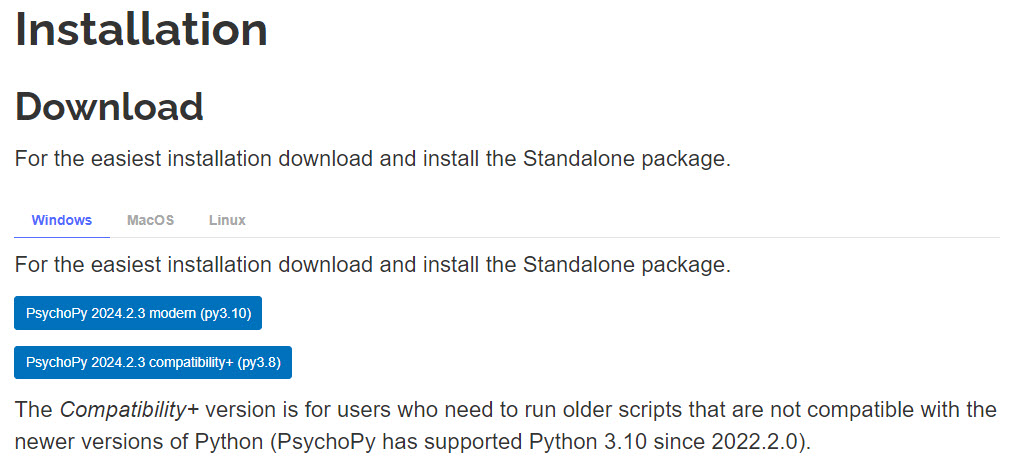 Installation
Download
For the easiest installation download and install the Standalone package.
Windows MacOS Linux
For the easiest installation download and install the Standalone package.
PsychoPy 2024.2.3 modern (py3.10)
PsychoPy 2024.2.3 compatibility+ (py3.8)
The Compatibility+ version is for users who need to run older scripts that are not compatible with the
newer versions of Python (PsychoPy has supported Python 3.10 since 2022.2.0).